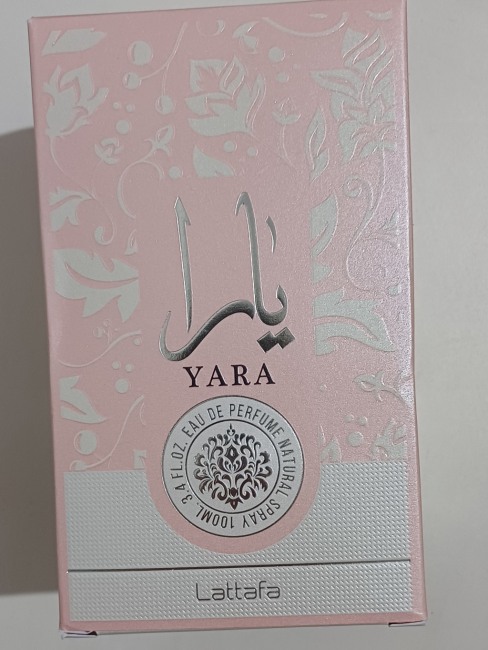 يارا
YARA
EAU DE PERFUME NATURAL SPRAY 100ML. 3.4 FL.OZ.
Lattafa